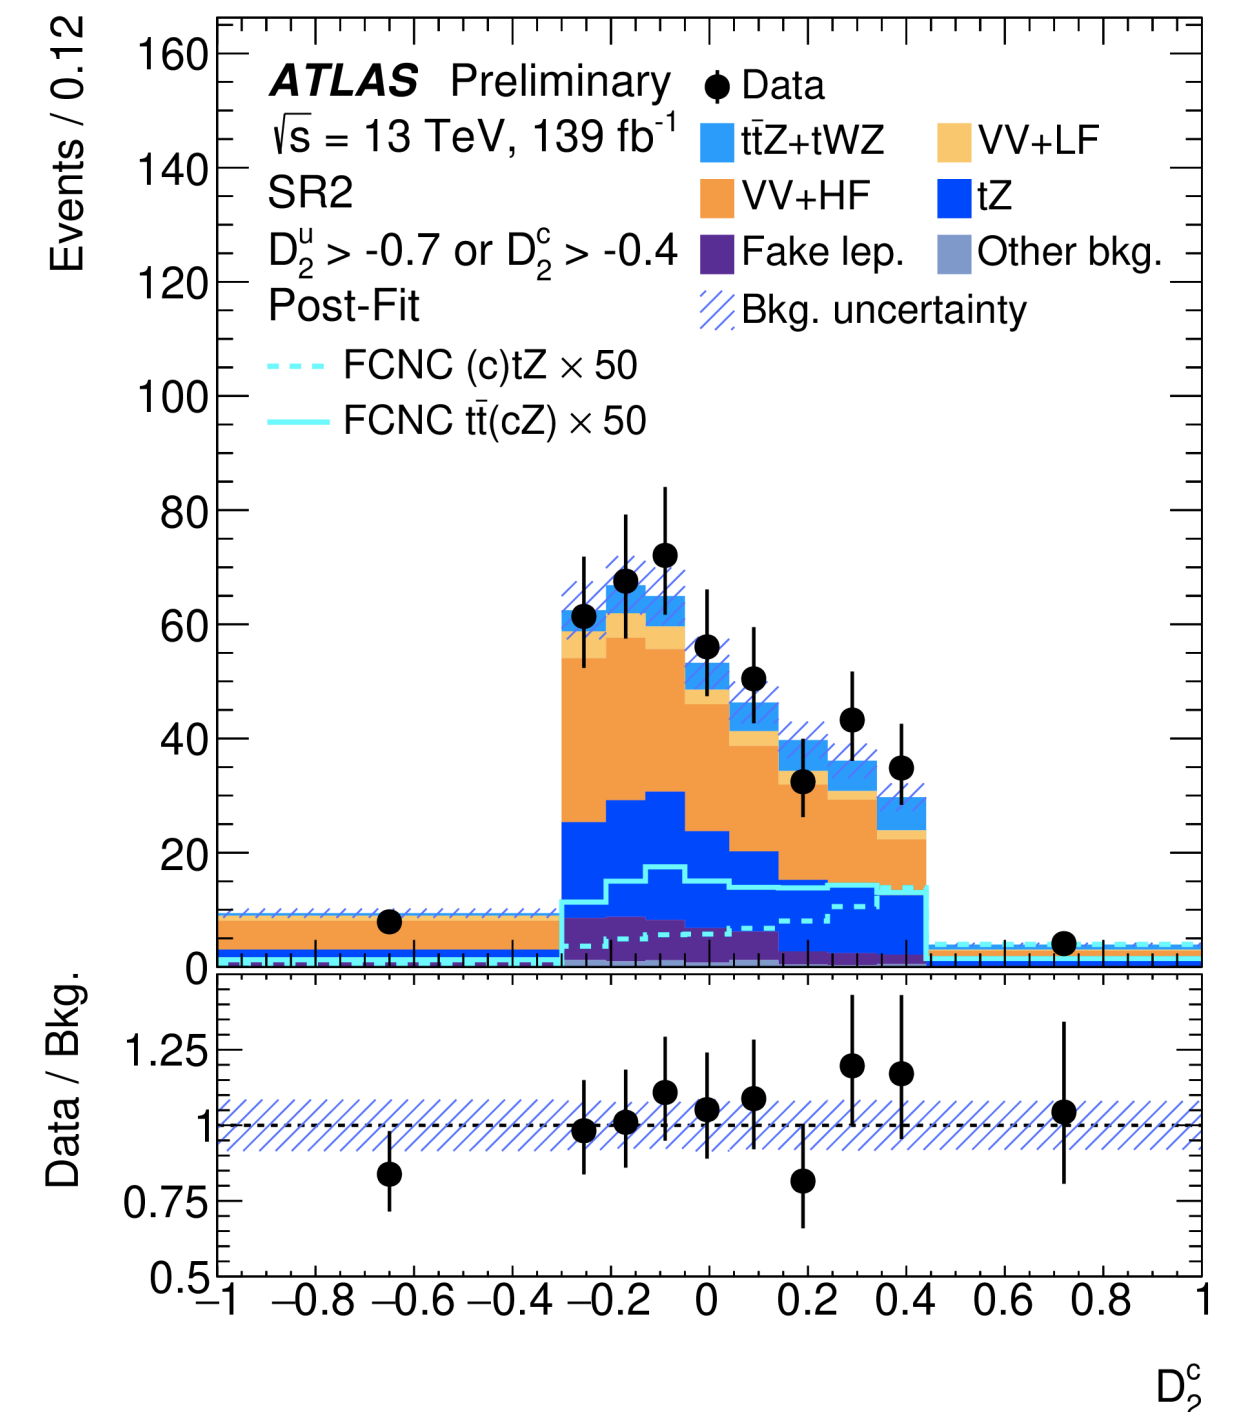 Events / 0.12
160
140
120
100
80
60
40
20
0
ATLAS Preliminary
√s = 13 TeV, 139 fb⁻¹
SR2
D₂ᵘ > -0.7 or D₂ᶜ > -0.4
Post-Fit
FCNC (c)tZ × 50
FCNC tt̄(cZ) × 50
Data
tt̄Z+tWZ
VV+LF
VV+HF
tZ
Fake lep.
Other bkg.
Bkg. uncertainty
Data / Bkg.
1.25
1
0.75
0.5
−1 −0.8 −0.6 −0.4 −0.2 0 0.2 0.4 0.6 0.8 1
D₂ᶜ